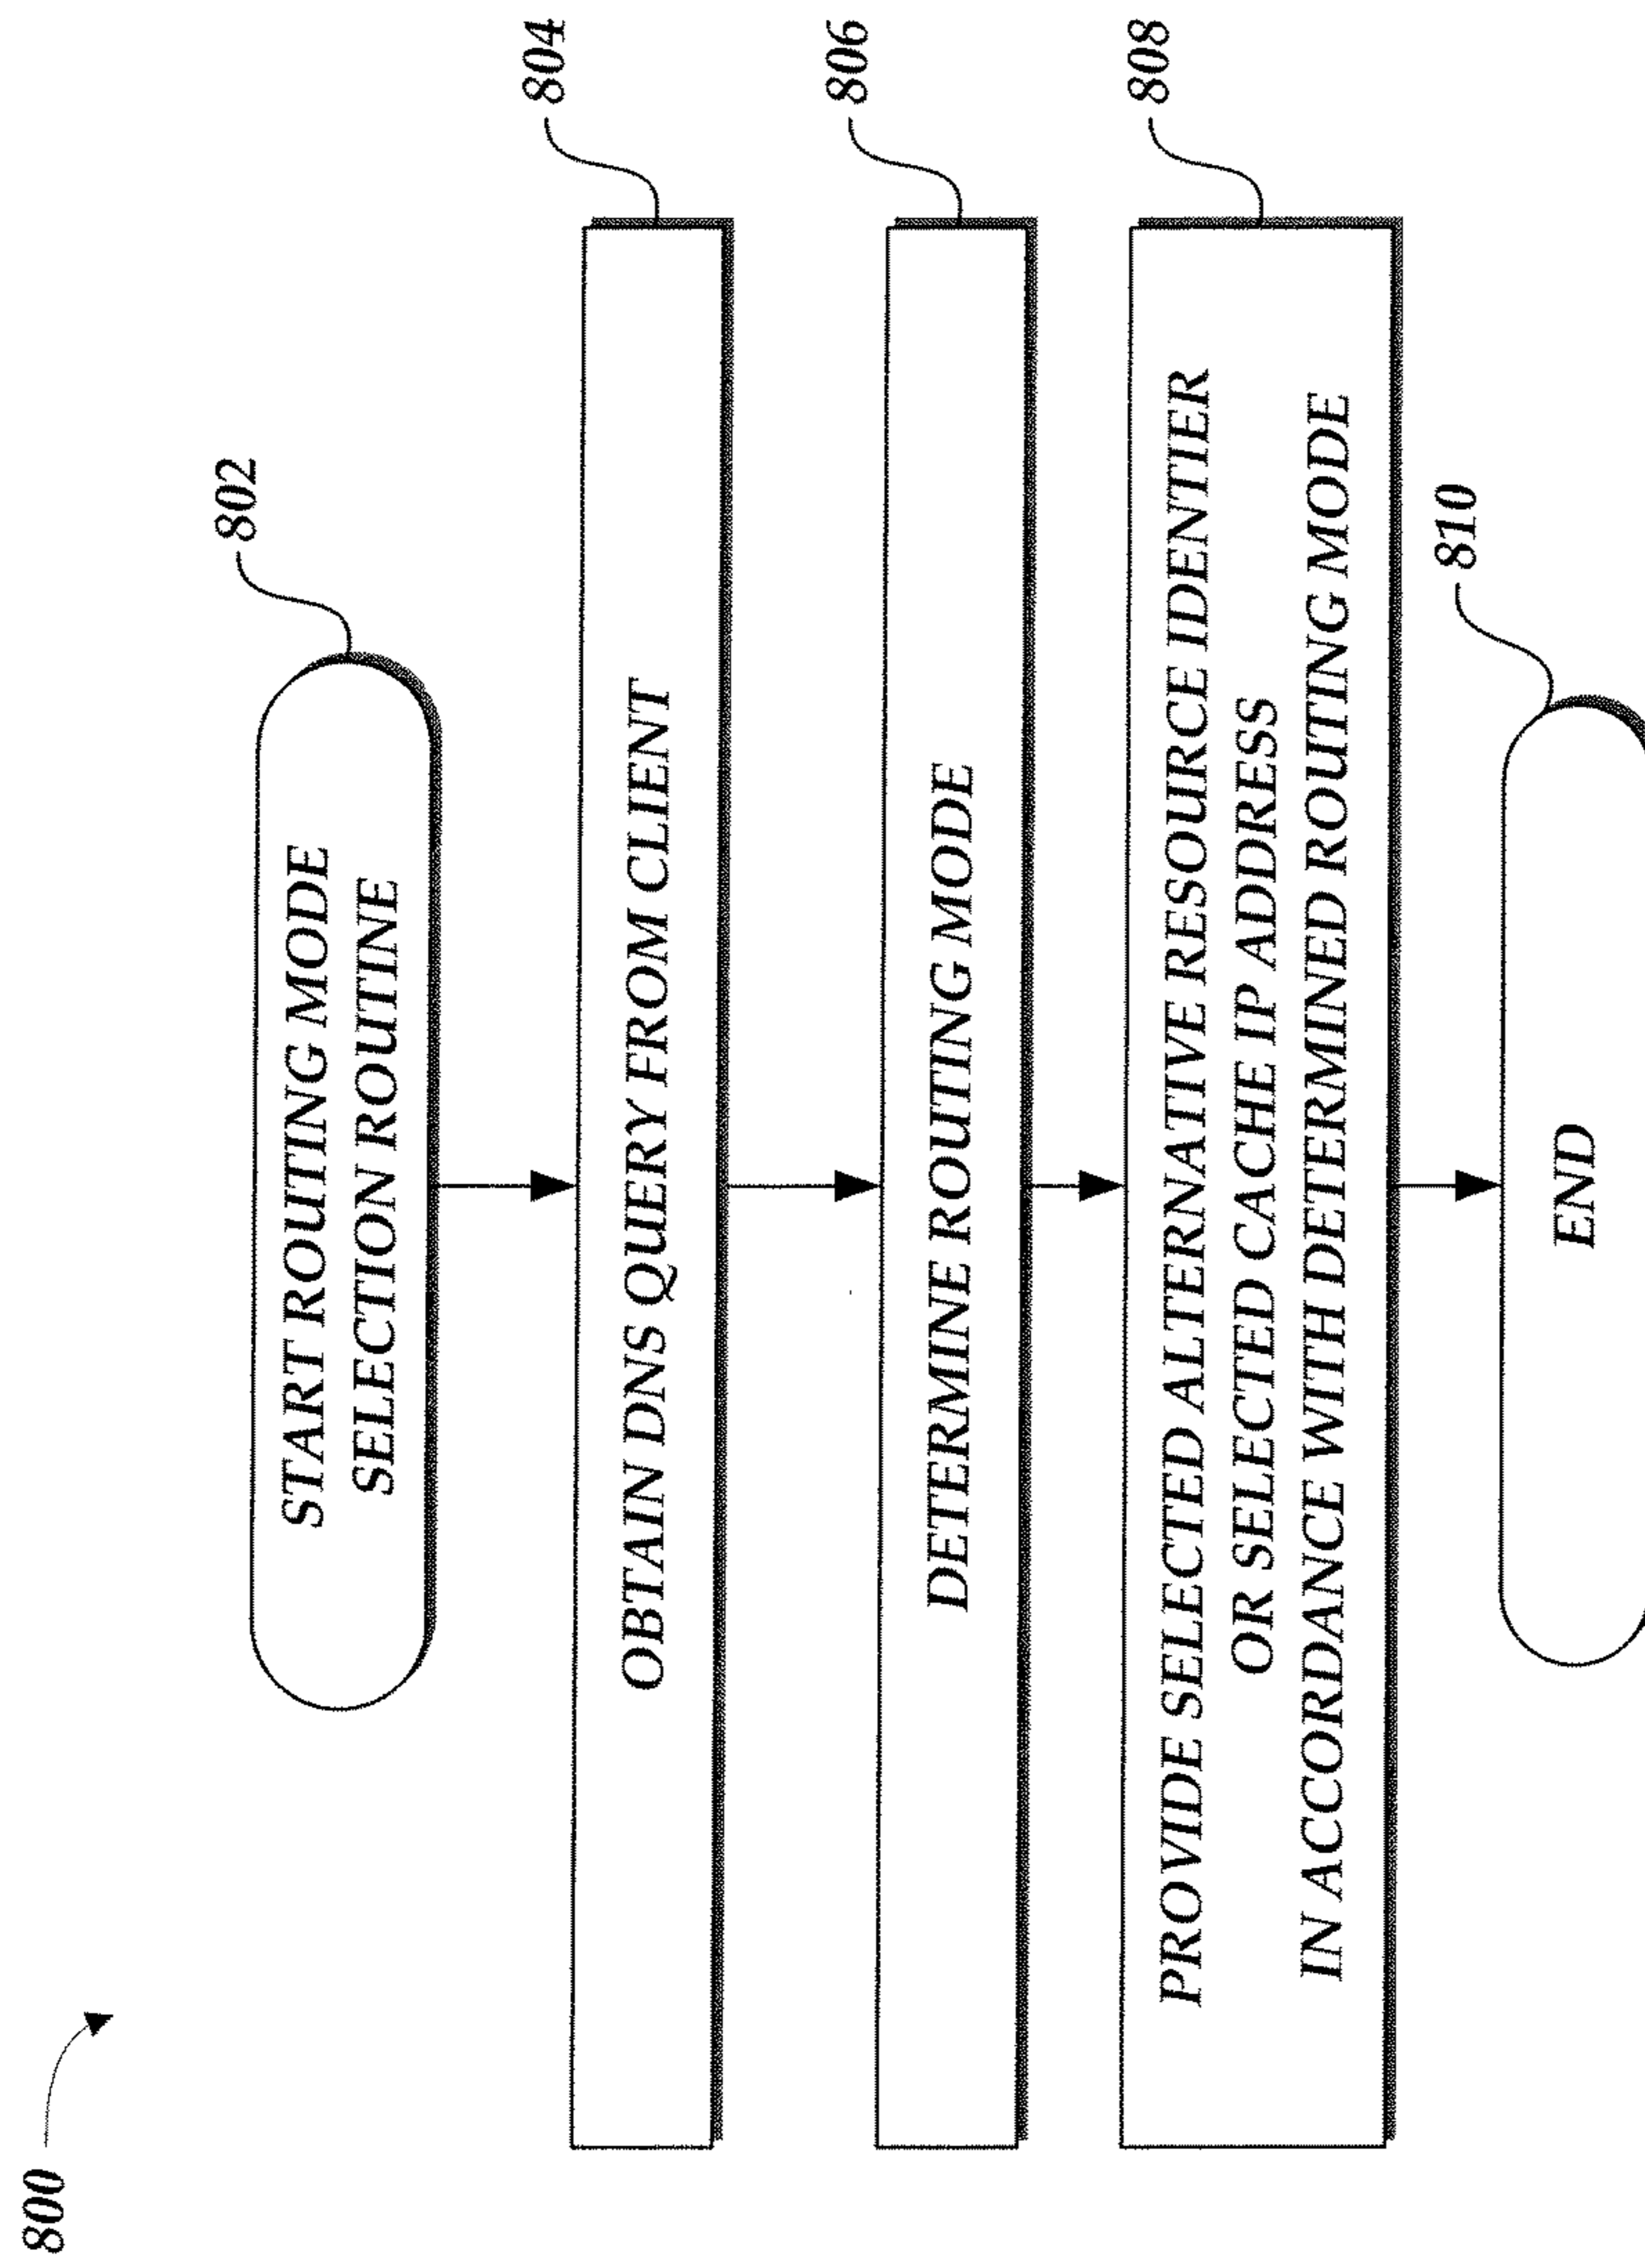 800
802
START ROUTING MODE
SELECTION ROUTINE
804
OBTAIN DNS QUERY FROM CLIENT
806
DETERMINE ROUTING MODE
808
PROVIDE SELECTED ALTERNATIVE RESOURCE IDENTIER
OR SELECTED CACHE IP ADDRESS
IN ACCORDANCE WITH DETERMINED ROUTING MODE
810
END